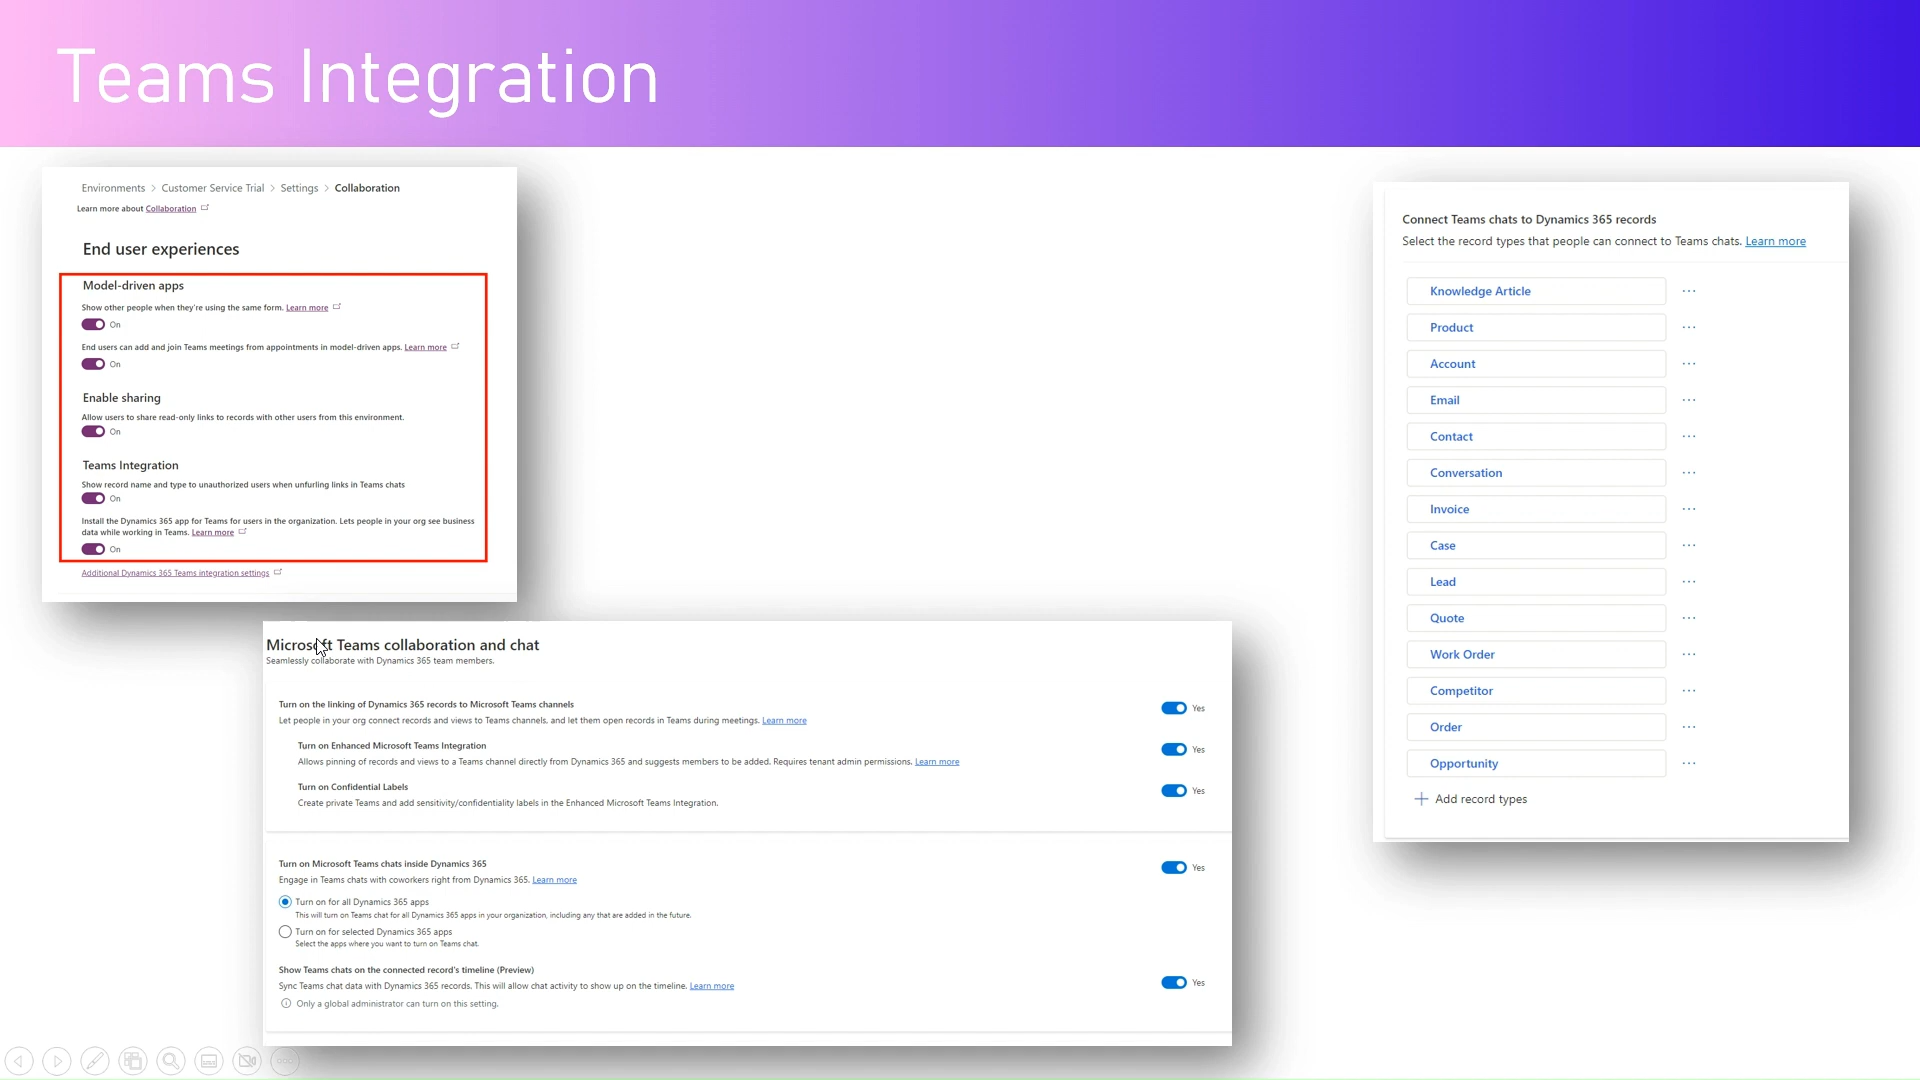 Teams Integration
Environments > Customer Service Trial > Settings > Collaboration
Learn more about Collaboration
End user experiences
Model-driven apps
Show other people when they're using the same form. Learn more
On
End users can add and join Teams meetings from appointments in model-driven apps. Learn more
On
Enable sharing
Allow users to share read-only links to records with other users from this environment.
On
Teams Integration
Show record name and type to unauthorized users when unfurling links in Teams chats
On
Install the Dynamics 365 app for Teams for users in the organization. Lets people in your org see business
data while working in Teams. Learn more
On
Additional Dynamics 365 Teams integration settings
Microsoft Teams collaboration and chat
Seamlessly collaborate with Dynamics 365 team members.
Turn on the linking of Dynamics 365 records to Microsoft Teams channels
Yes
Let people in your org connect records and views to Teams channels, and let them open records in Teams during meetings. Learn more
Turn on Enhanced Microsoft Teams Integration
Yes
Allows pinning of records and views to a Teams channel directly from Dynamics 365 and suggests members to be added. Requires tenant admin permissions. Learn more
Turn on Confidential Labels
Yes
Create private Teams and add sensitivity/confidentiality labels in the Enhanced Microsoft Teams Integration.
Turn on Microsoft Teams chats inside Dynamics 365
Yes
Engage in Teams chats with coworkers right from Dynamics 365. Learn more
Turn on for all Dynamics 365 apps
This will turn on Teams chat for all Dynamics 365 apps in your organization, including any that are added in the future.
Turn on for selected Dynamics 365 apps
Select the apps where you want to turn on Teams chat.
Show Teams chats on the connected record's timeline (Preview)
Yes
Sync Teams chat data with Dynamics 365 records. This will allow chat activity to show up on the timeline. Learn more
Only a global administrator can turn on this setting.
Connect Teams chats to Dynamics 365 records
Select the record types that people can connect to Teams chats. Learn more
Knowledge Article
Product
Account
Email
Contact
Conversation
Invoice
Case
Lead
Quote
Work Order
Competitor
Order
Opportunity
Add record types